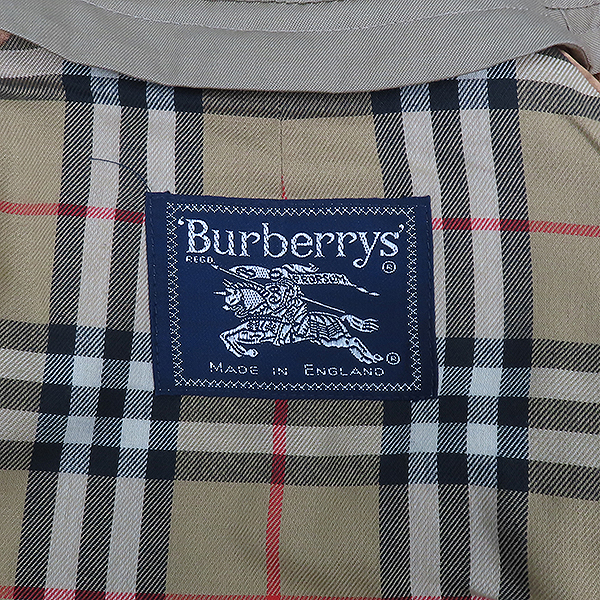 'Burberrys'
REGD. ®
PRORSUM
®
MADE IN ENGLAND